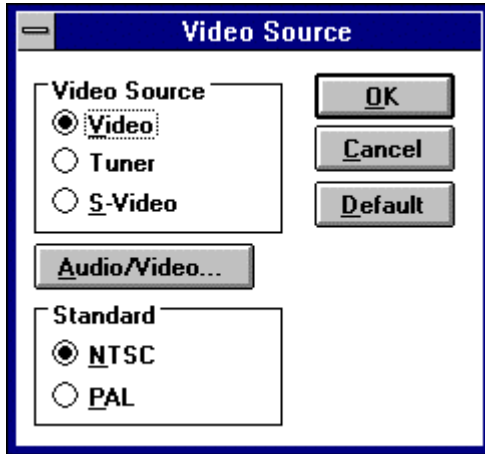 Video Source
Video Source
Video
Tuner
S-Video
OK
Cancel
Default
Audio/Video...
Standard
NTSC
PAL